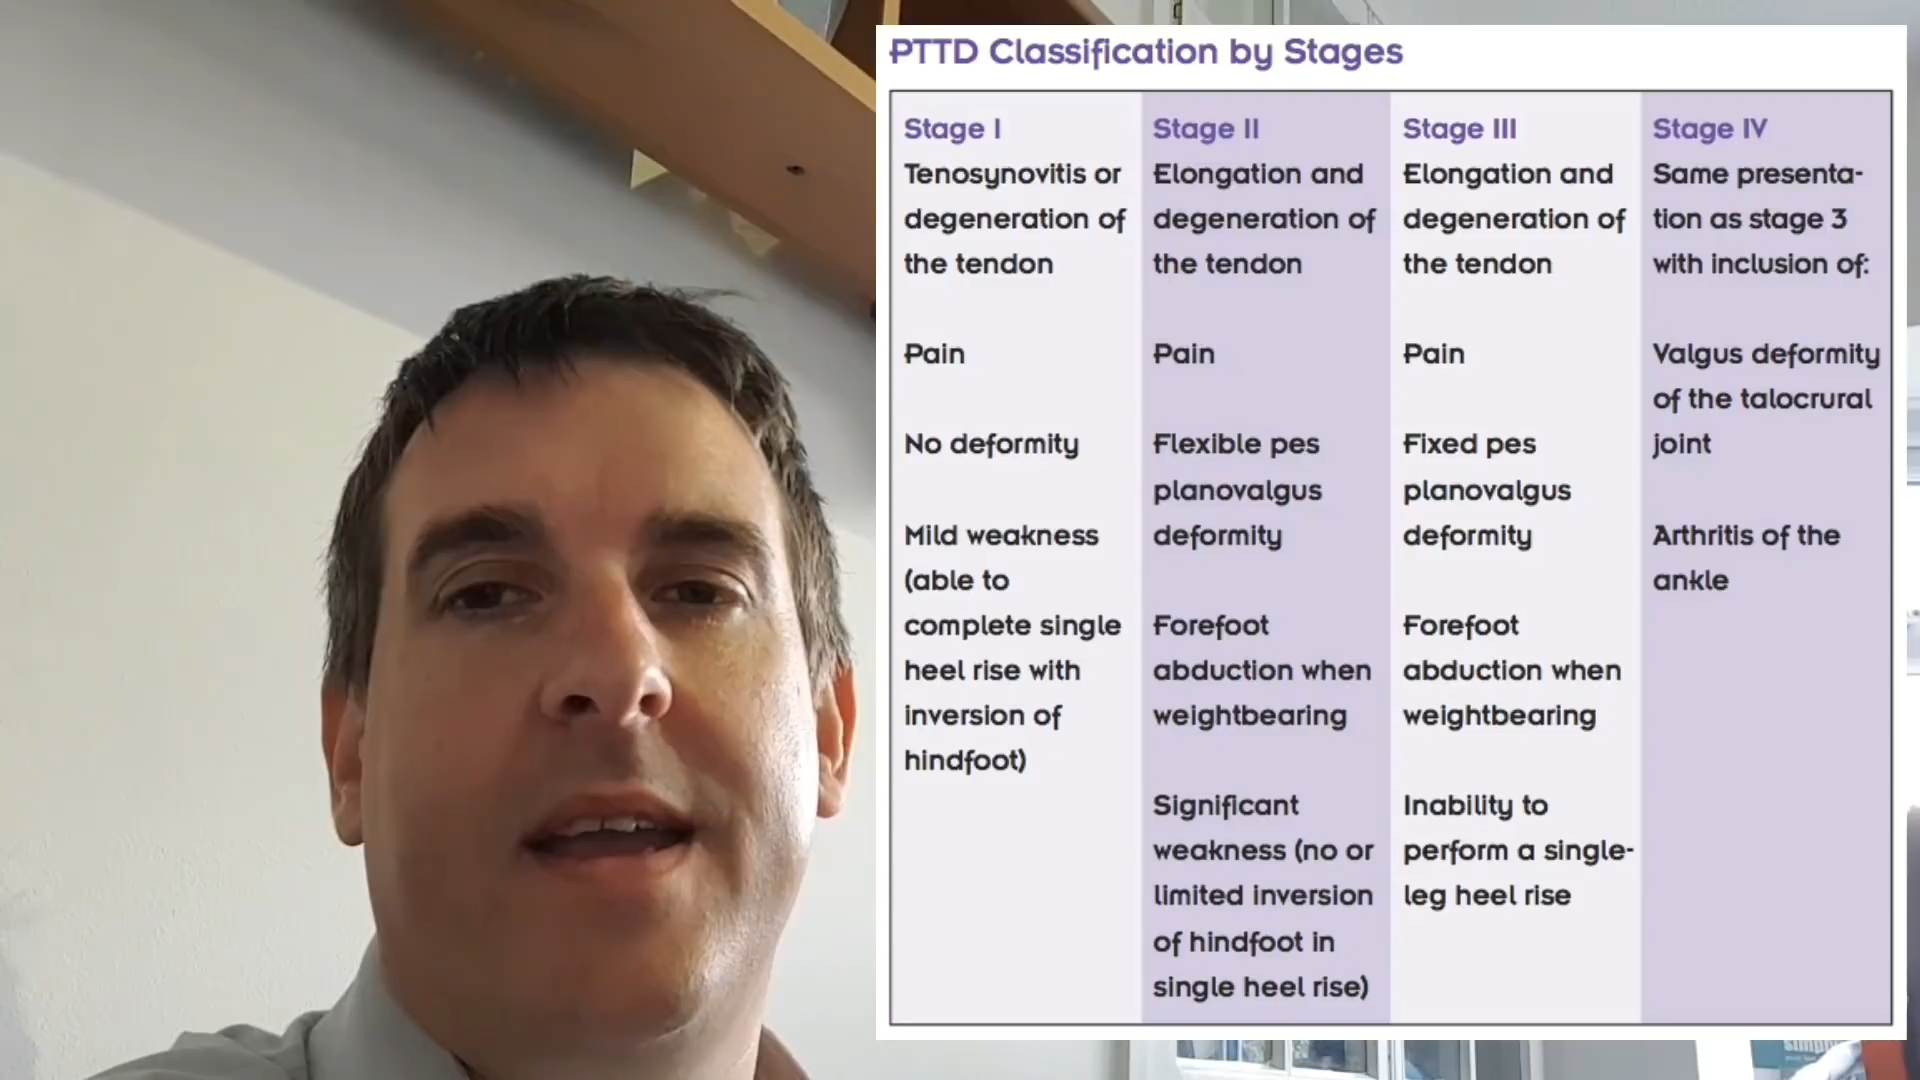 PTTD Classification by Stages
Stage I
Tenosynovitis or
degeneration of
the tendon
Pain
No deformity
Mild weakness
(able to
complete single
heel rise with
inversion of
hindfoot)
Stage II
Elongation and
degeneration of
the tendon
Pain
Flexible pes
planovalgus
deformity
Forefoot
abduction when
weightbearing
Significant
weakness (no or
limited inversion
of hindfoot in
single heel rise)
Stage III
Elongation and
degeneration of
the tendon
Pain
Fixed pes
planovalgus
deformity
Forefoot
abduction when
weightbearing
Inability to
perform a single-
leg heel rise
Stage IV
Same presenta-
tion as stage 3
with inclusion of:
Valgus deformity
of the talocrural
joint
Arthritis of the
ankle